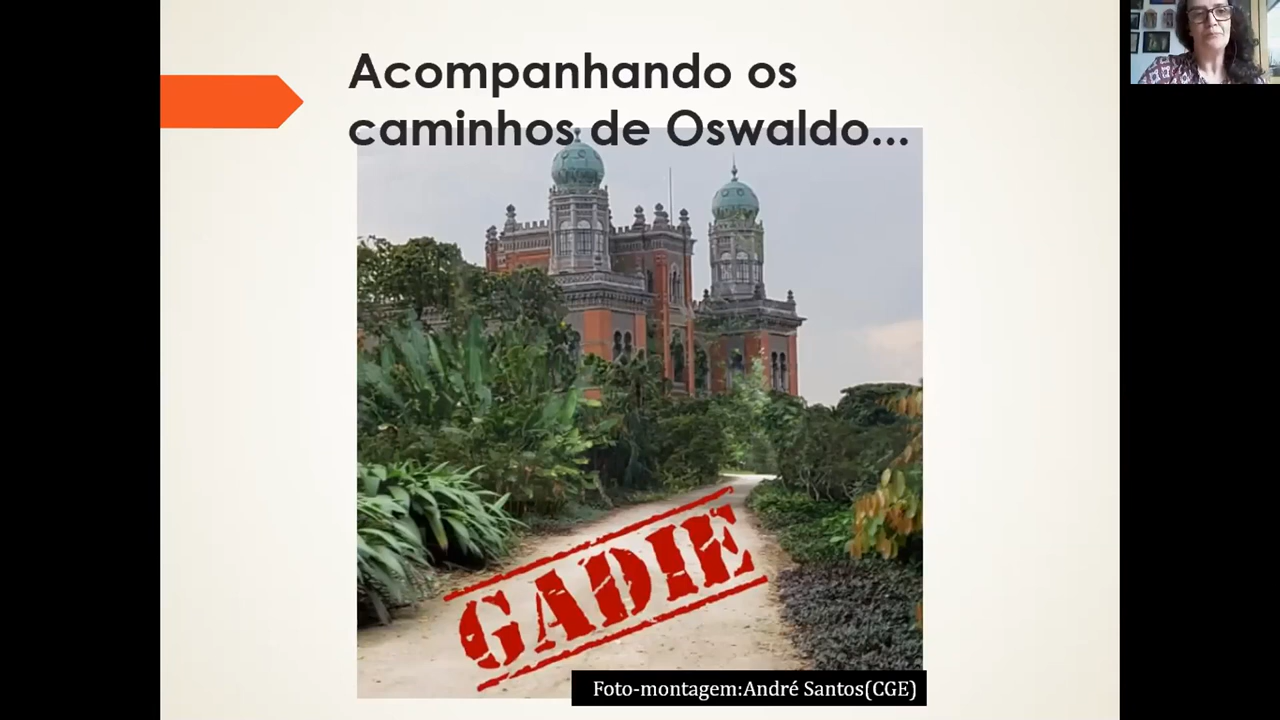 Acompanhando os
caminhos de Oswaldo...
GADIE
Foto-montagem:André Santos(CGE)